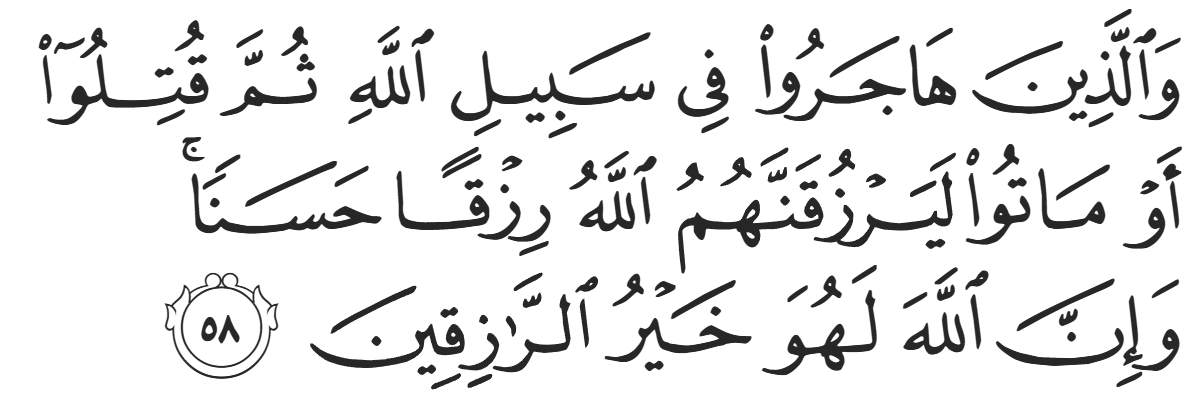 وَٱلَّذِينَ هَاجَرُوا۟ فِى سَبِيلِ ٱللَّهِ ثُمَّ قُتِلُوٓا۟
أَوْ مَاتُوا۟ لَيَرْزُقَنَّهُمُ ٱللَّهُ رِزْقًا حَسَنًاۚ
وَإِنَّ ٱللَّهَ لَهُوَ خَيْرُ ٱلرَّٰزِقِينَ ٥٨